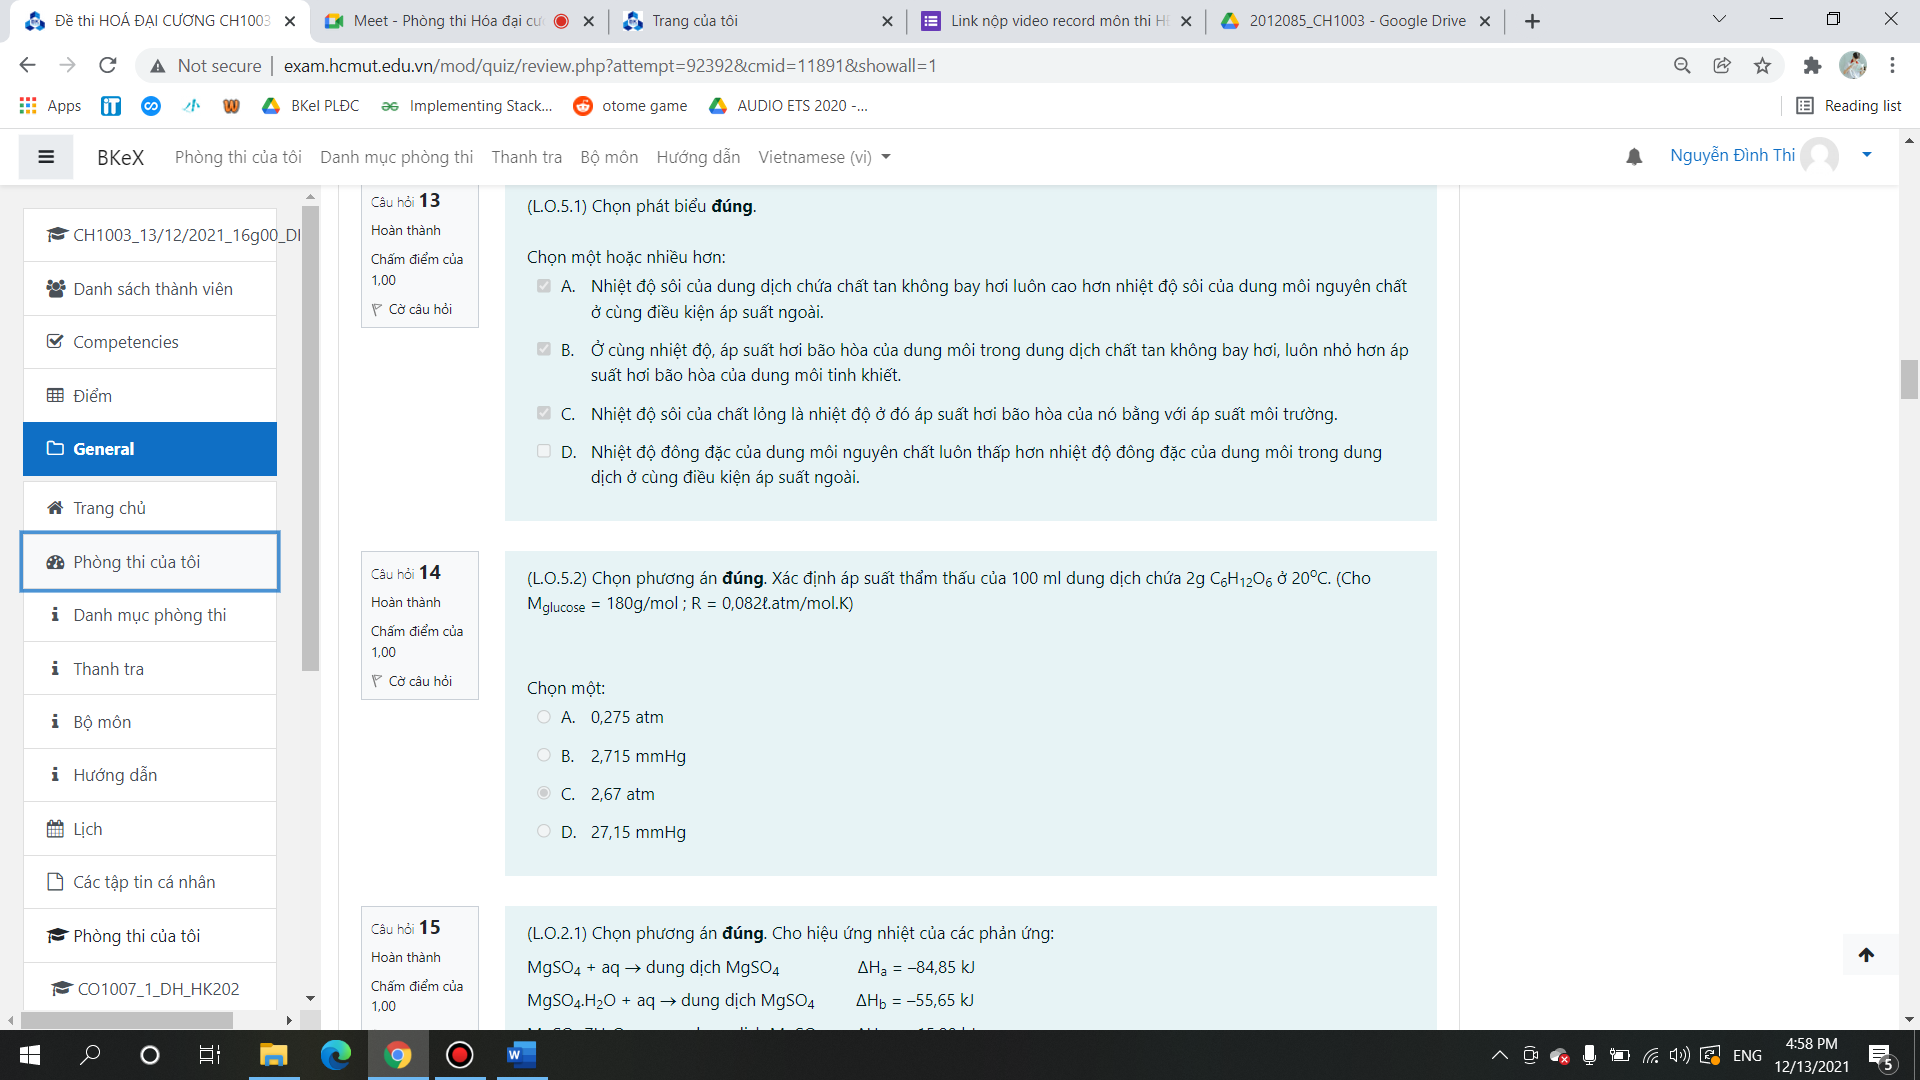 Đề thi HOÁ ĐẠI CƯƠNG CH1003
Meet - Phòng thi Hóa đại cư
Trang của tôi
Link nộp video record môn thi H
2012085_CH1003 - Google Drive
Not secure
exam.hcmut.edu.vn/mod/quiz/review.php?attempt=92392&cmid=11891&showall=1
Apps
BKel PLĐC
Implementing Stack...
otome game
AUDIO ETS 2020 -...
Reading list
BKeX
Phòng thi của tôi
Danh mục phòng thi
Thanh tra
Bộ môn
Hướng dẫn
Vietnamese (vi)
Nguyễn Đình Thi
CH1003_13/12/2021_16g00_DI
Danh sách thành viên
Competencies
Điểm
General
Trang chủ
Phòng thi của tôi
Danh mục phòng thi
Thanh tra
Bộ môn
Hướng dẫn
Lịch
Các tập tin cá nhân
Phòng thi của tôi
CO1007_1_DH_HK202
Câu hỏi 13
Hoàn thành
Chấm điểm của
1,00
Cờ câu hỏi
(L.O.5.1) Chọn phát biểu đúng.
Chọn một hoặc nhiều hơn:
A. Nhiệt độ sôi của dung dịch chứa chất tan không bay hơi luôn cao hơn nhiệt độ sôi của dung môi nguyên chất
ở cùng điều kiện áp suất ngoài.
B. Ở cùng nhiệt độ, áp suất hơi bão hòa của dung môi trong dung dịch chất tan không bay hơi, luôn nhỏ hơn áp
suất hơi bão hòa của dung môi tinh khiết.
C. Nhiệt độ sôi của chất lỏng là nhiệt độ ở đó áp suất hơi bão hòa của nó bằng với áp suất môi trường.
D. Nhiệt độ đông đặc của dung môi nguyên chất luôn thấp hơn nhiệt độ đông đặc của dung môi trong dung
dịch ở cùng điều kiện áp suất ngoài.
Câu hỏi 14
Hoàn thành
Chấm điểm của
1,00
Cờ câu hỏi
(L.O.5.2) Chọn phương án đúng. Xác định áp suất thẩm thấu của 100 ml dung dịch chứa 2g C₆H₁₂O₆ ở 20⁰C. (Cho
M glucose = 180g/mol ; R = 0,082ℓ.atm/mol.K)
Chọn một:
A. 0,275 atm
B. 2,715 mmHg
C. 2,67 atm
D. 27,15 mmHg
Câu hỏi 15
Hoàn thành
Chấm điểm của
1,00
(L.O.2.1) Chọn phương án đúng. Cho hiệu ứng nhiệt của các phản ứng:
MgSO₄ + aq → dung dịch MgSO₄ ΔHa = –84,85 kJ
MgSO₄.H₂O + aq → dung dịch MgSO₄ ΔHb = –55,65 kJ
ENG
4:58 PM
12/13/2021
5